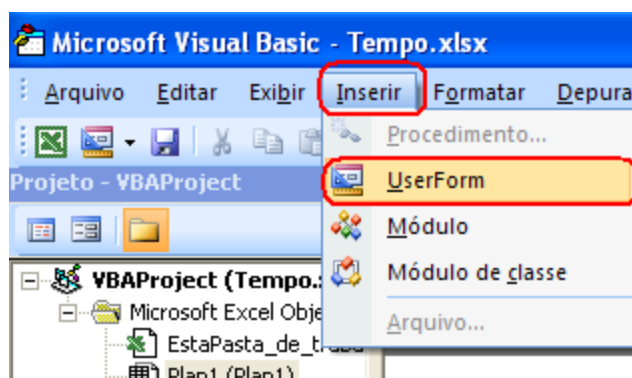 Microsoft Visual Basic - Tempo.xlsx
Arquivo Editar Exibir Inserir Formatar Depura
Procedimento...
Projeto - VBAProject
UserForm
Módulo
Módulo de classe
VBAProject (Tempo.
Microsoft Excel Obje
Arquivo...
EstaPasta_de_traba
Plan1 (Plan1)